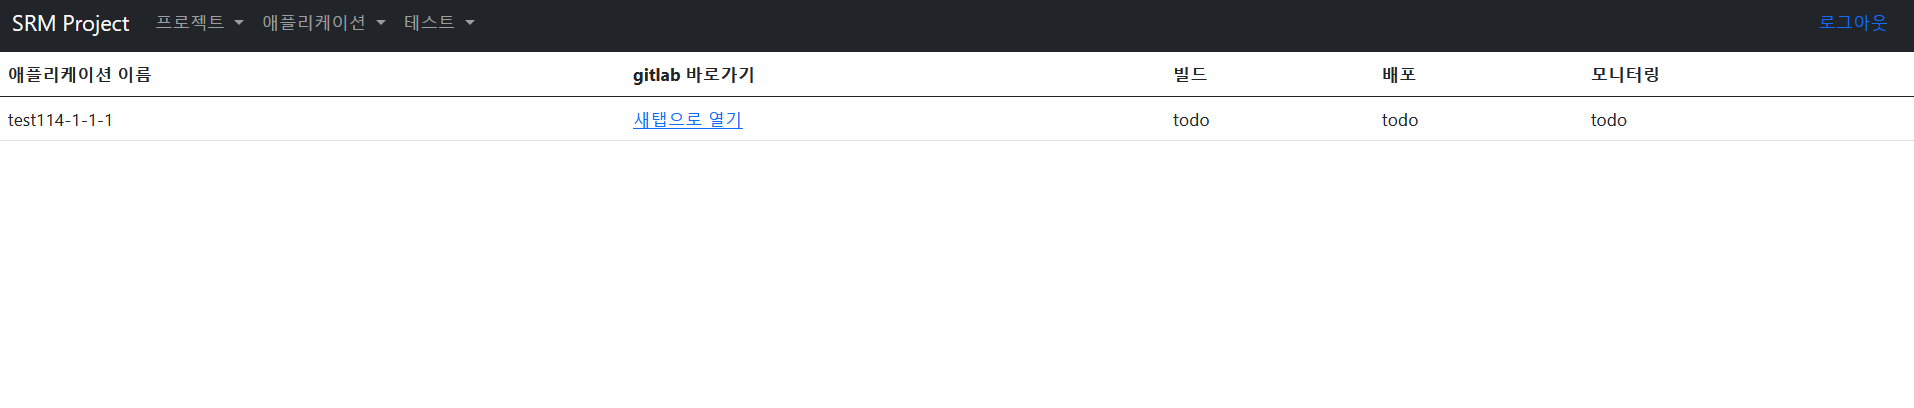 SRM Project 프로젝트 애플리케이션 테스트 로그아웃
애플리케이션 이름 gitlab 바로가기 빌드 배포 모니터링
test114-1-1-1 새탭으로 열기 todo todo todo